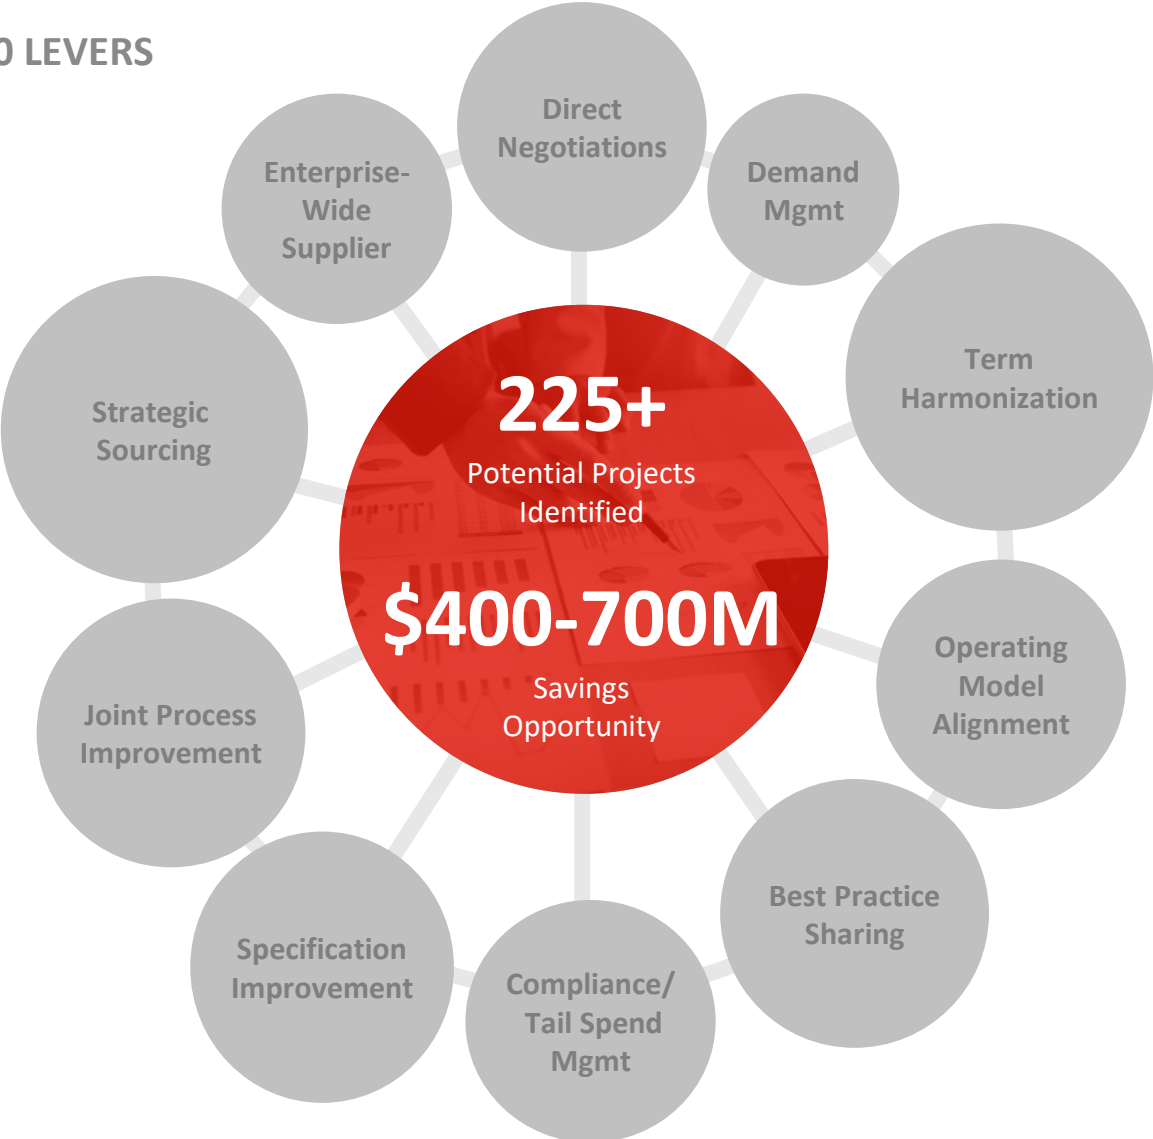 0 LEVERS
Direct
Negotiations
Demand
Mgmt
Term
Harmonization
Operating
Model
Alignment
Best Practice
Sharing
Compliance/
Tail Spend
Mgmt
Specification
Improvement
Joint Process
Improvement
Strategic
Sourcing
Enterprise-
Wide
Supplier
225+
Potential Projects
Identified
$400-700M
Savings
Opportunity